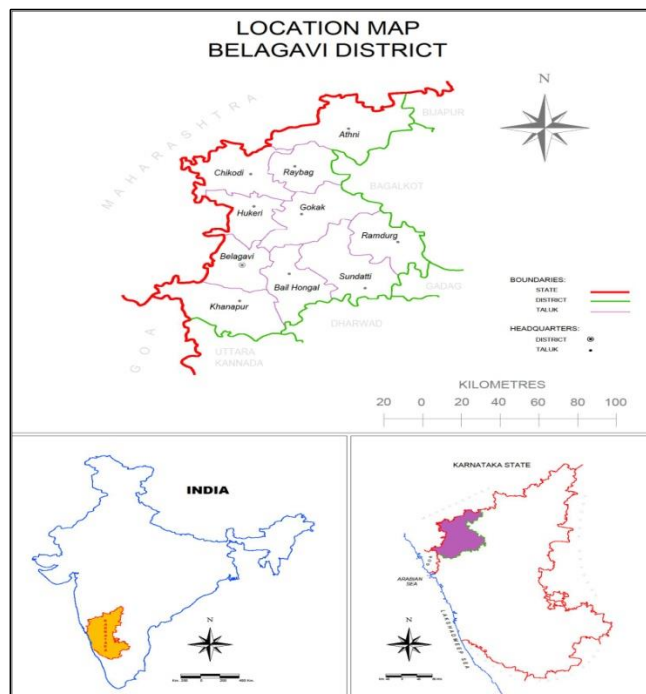 LOCATION MAP
BELAGAVI DISTRICT
N
MAHARASHTRA
BIJAPUR
Athni
Chikodi
Raybag
BAGALKOT
Hukeri
Gokak
Ramdurg
Belagavi
Sundatti
Bail Hongal
GADAG
Khanapur
DHARWAD
GOA
UTTARA
KANNADA
BOUNDARIES:
STATE
DISTRICT
TALUK
HEADQUARTERS:
DISTRICT
TALUK
KILOMETRES
20 0 20 40 60 80 100
INDIA
N
KARNATAKA STATE
GOA
ARABIAN
SEA
LAKSHADWEEP SEA
N